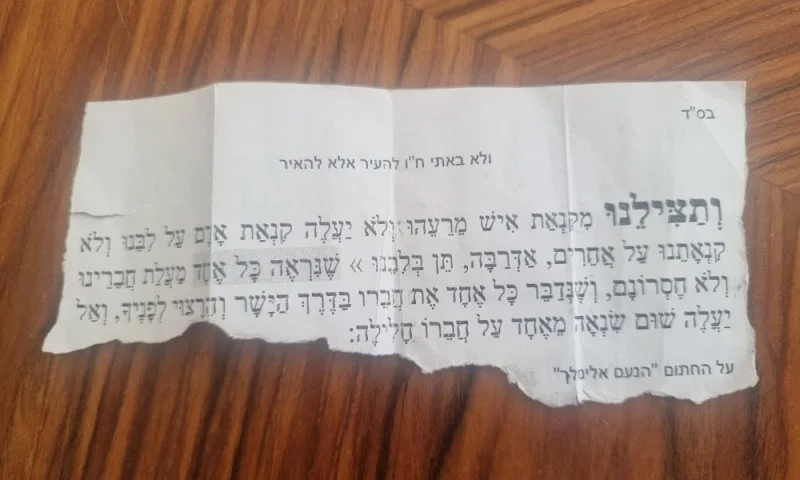 בס"ד
ולא באתי ח"ו להעיר אלא להאיר
וְתַצִּילֵנוּ מִקִּנְאַת אִישׁ מֵרֵעֵהוּ וְלֹא יַעֲלֶה קִנְאַת אָדָם עַל לִבֵּנוּ וְלֹא
קִנְאָתֵנוּ עַל אֲחֵרִים, אַדְּרַבָּה, תֵּן בְּלִבֵּנוּ » שֶׁנִּרְאֶה כָּל אֶחָד מַעֲלַת חֲבֵרֵינוּ
וְלֹא חֶסְרוֹנָם, וְשֶׁנְּדַבֵּר כָּל אֶחָד אֶת חֲבֵרוֹ בַּדֶּרֶךְ הַיָּשָׁר וְהָרָצוּי לְפָנֶיךָ, וְאַל
יַעֲלֶה שׁוּם שִׂנְאָה מֵאֶחָד עַל חֲבֵרוֹ חָלִילָה:
על החתום "הנעם אלימלך"